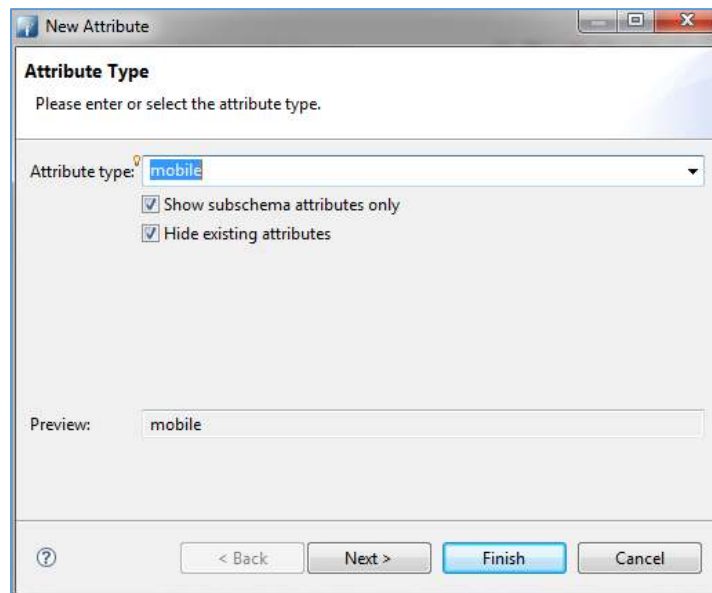 New Attribute
Attribute Type
Please enter or select the attribute type.
Attribute type: mobile
Show subschema attributes only
Hide existing attributes
Preview: mobile
< Back Next > Finish Cancel